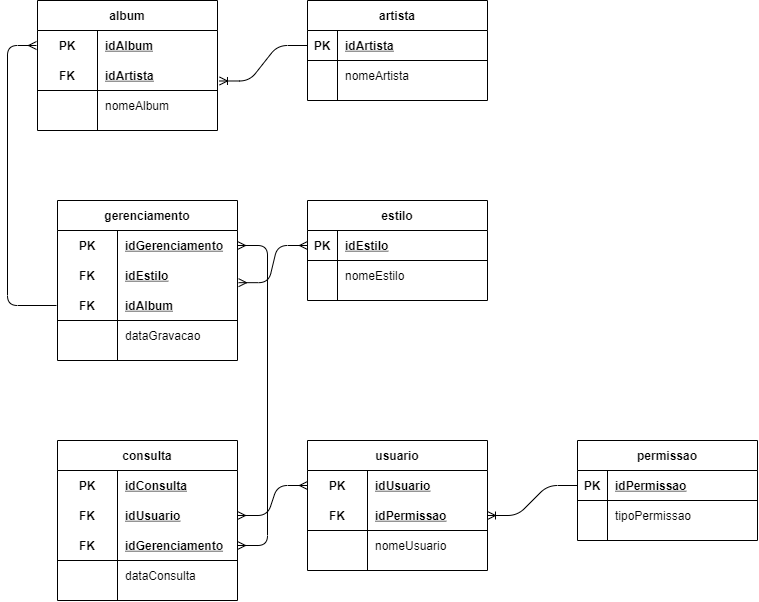 album
PK idAlbum
FK idArtista
nomeAlbum
artista
PK idArtista
nomeArtista
gerenciamento
PK idGerenciamento
FK idEstilo
FK idAlbum
dataGravacao
estilo
PK idEstilo
nomeEstilo
consulta
PK idConsulta
FK idUsuario
FK idGerenciamento
dataConsulta
usuario
PK idUsuario
FK idPermissao
nomeUsuario
permissao
PK idPermissao
tipoPermissao